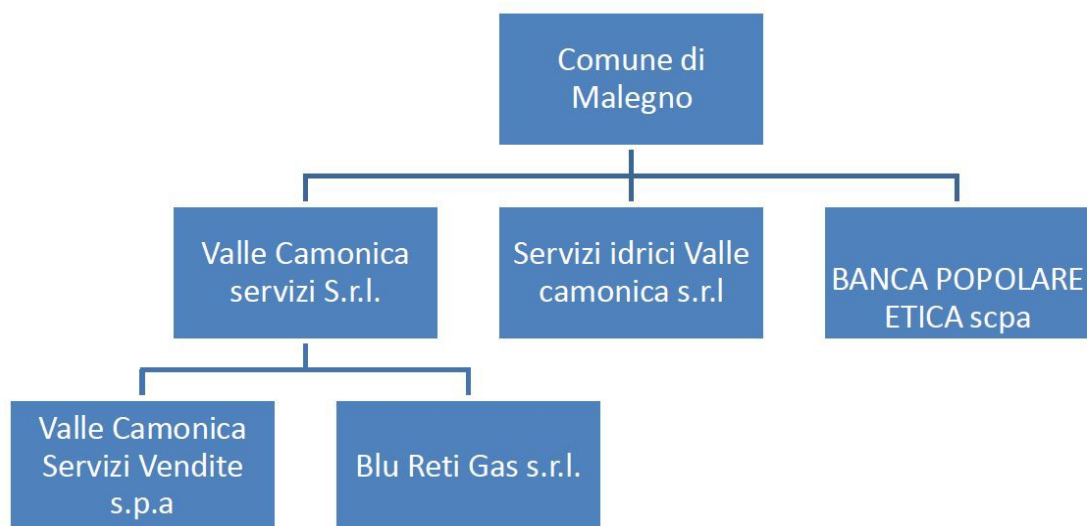 Comune di
Malegno
Valle Camonica
servizi S.r.l.
Servizi idrici Valle
camonica s.r.l
BANCA POPOLARE
ETICA scpa
Valle Camonica
Servizi Vendite
s.p.a
Blu Reti Gas s.r.l.